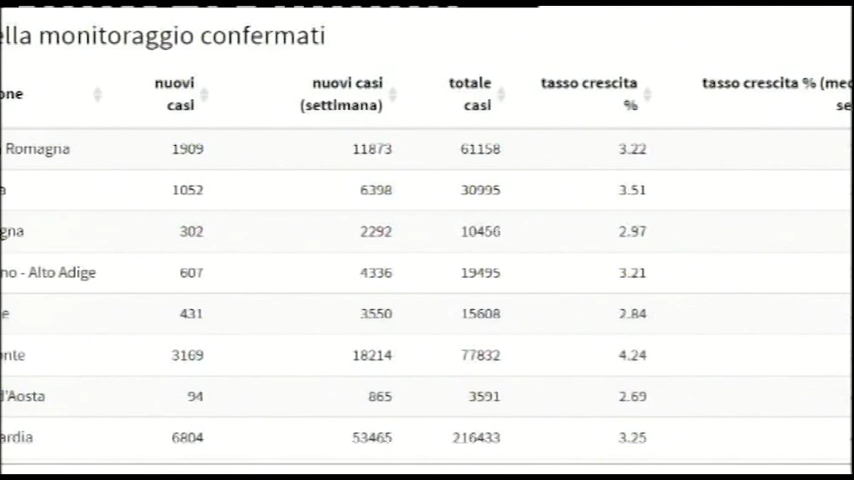 ella monitoraggio confermati
one nuovi casi nuovi casi (settimana) totale casi tasso crescita % tasso crescita % (med se
Romagna 1909 11873 61158 3.22
a 1052 6398 30995 3.51
gna 302 2292 10456 2.97
no - Alto Adige 607 4336 19495 3.21
e 431 3550 15608 2.84
onte 3169 18214 77832 4.24
d'Aosta 94 865 3591 2.69
ardia 6804 53465 216433 3.25